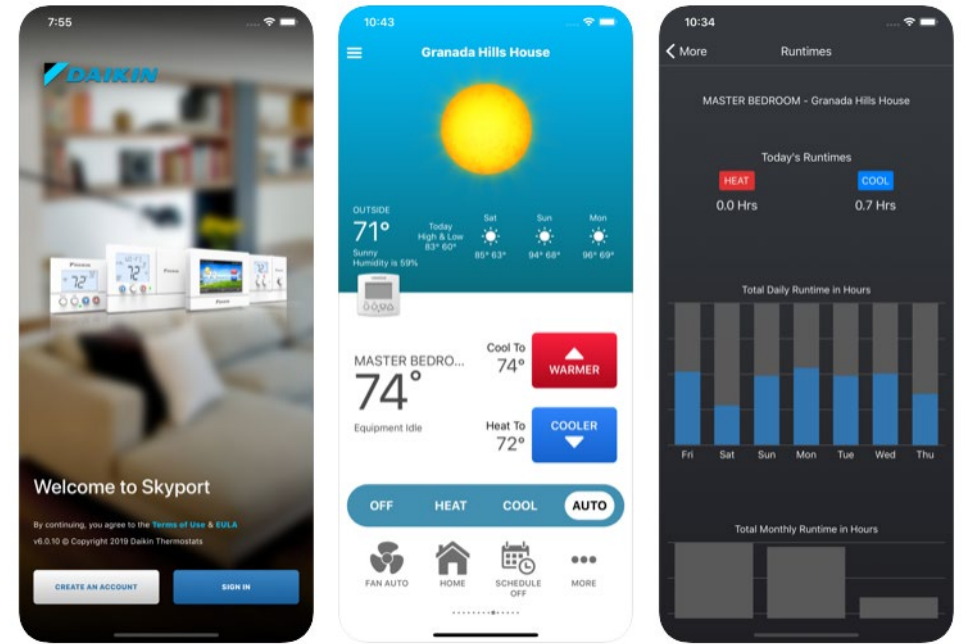 7:55
DAIKIN
72
72
Welcome to Skyport
By continuing, you agree to the Terms of Use & EULA
v6.0.10 © Copyright 2019 Daikin Thermostats
CREATE AN ACCOUNT
SIGN IN
10:43
Granada Hills House
OUTSIDE
71°
Sunny
Humidity is 59%
Today
High & Low
83° 60°
Sat
85° 63°
Sun
94° 68°
Mon
96° 69°
MASTER BEDRO...
74°
Equipment Idle
Cool To
74°
WARMER
Heat To
72°
COOLER
OFF HEAT COOL AUTO
FAN AUTO
HOME
SCHEDULE
OFF
MORE
10:34
More Runtimes
MASTER BEDROOM - Granada Hills House
Today's Runtimes
HEAT COOL
0.0 Hrs 0.7 Hrs
Total Daily Runtime in Hours
Fri Sat Sun Mon Tue Wed Thu
Total Monthly Runtime in Hours